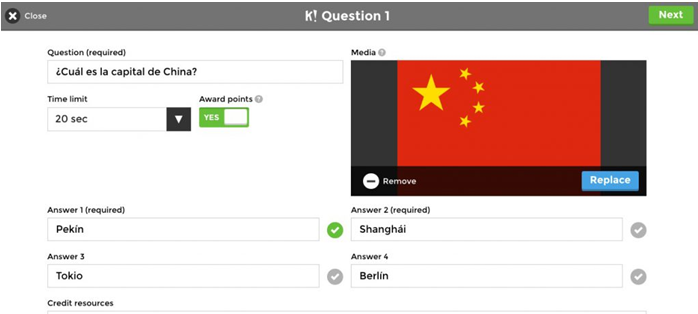 Close
K! Question 1
Next
Question (required)
¿Cuál es la capital de China?
Media ?
Time limit
20 sec
Award points ?
YES
Remove
Replace
Answer 1 (required)
Pekín
Answer 2 (required)
Shanghái
Answer 3
Tokio
Answer 4
Berlín
Credit resources